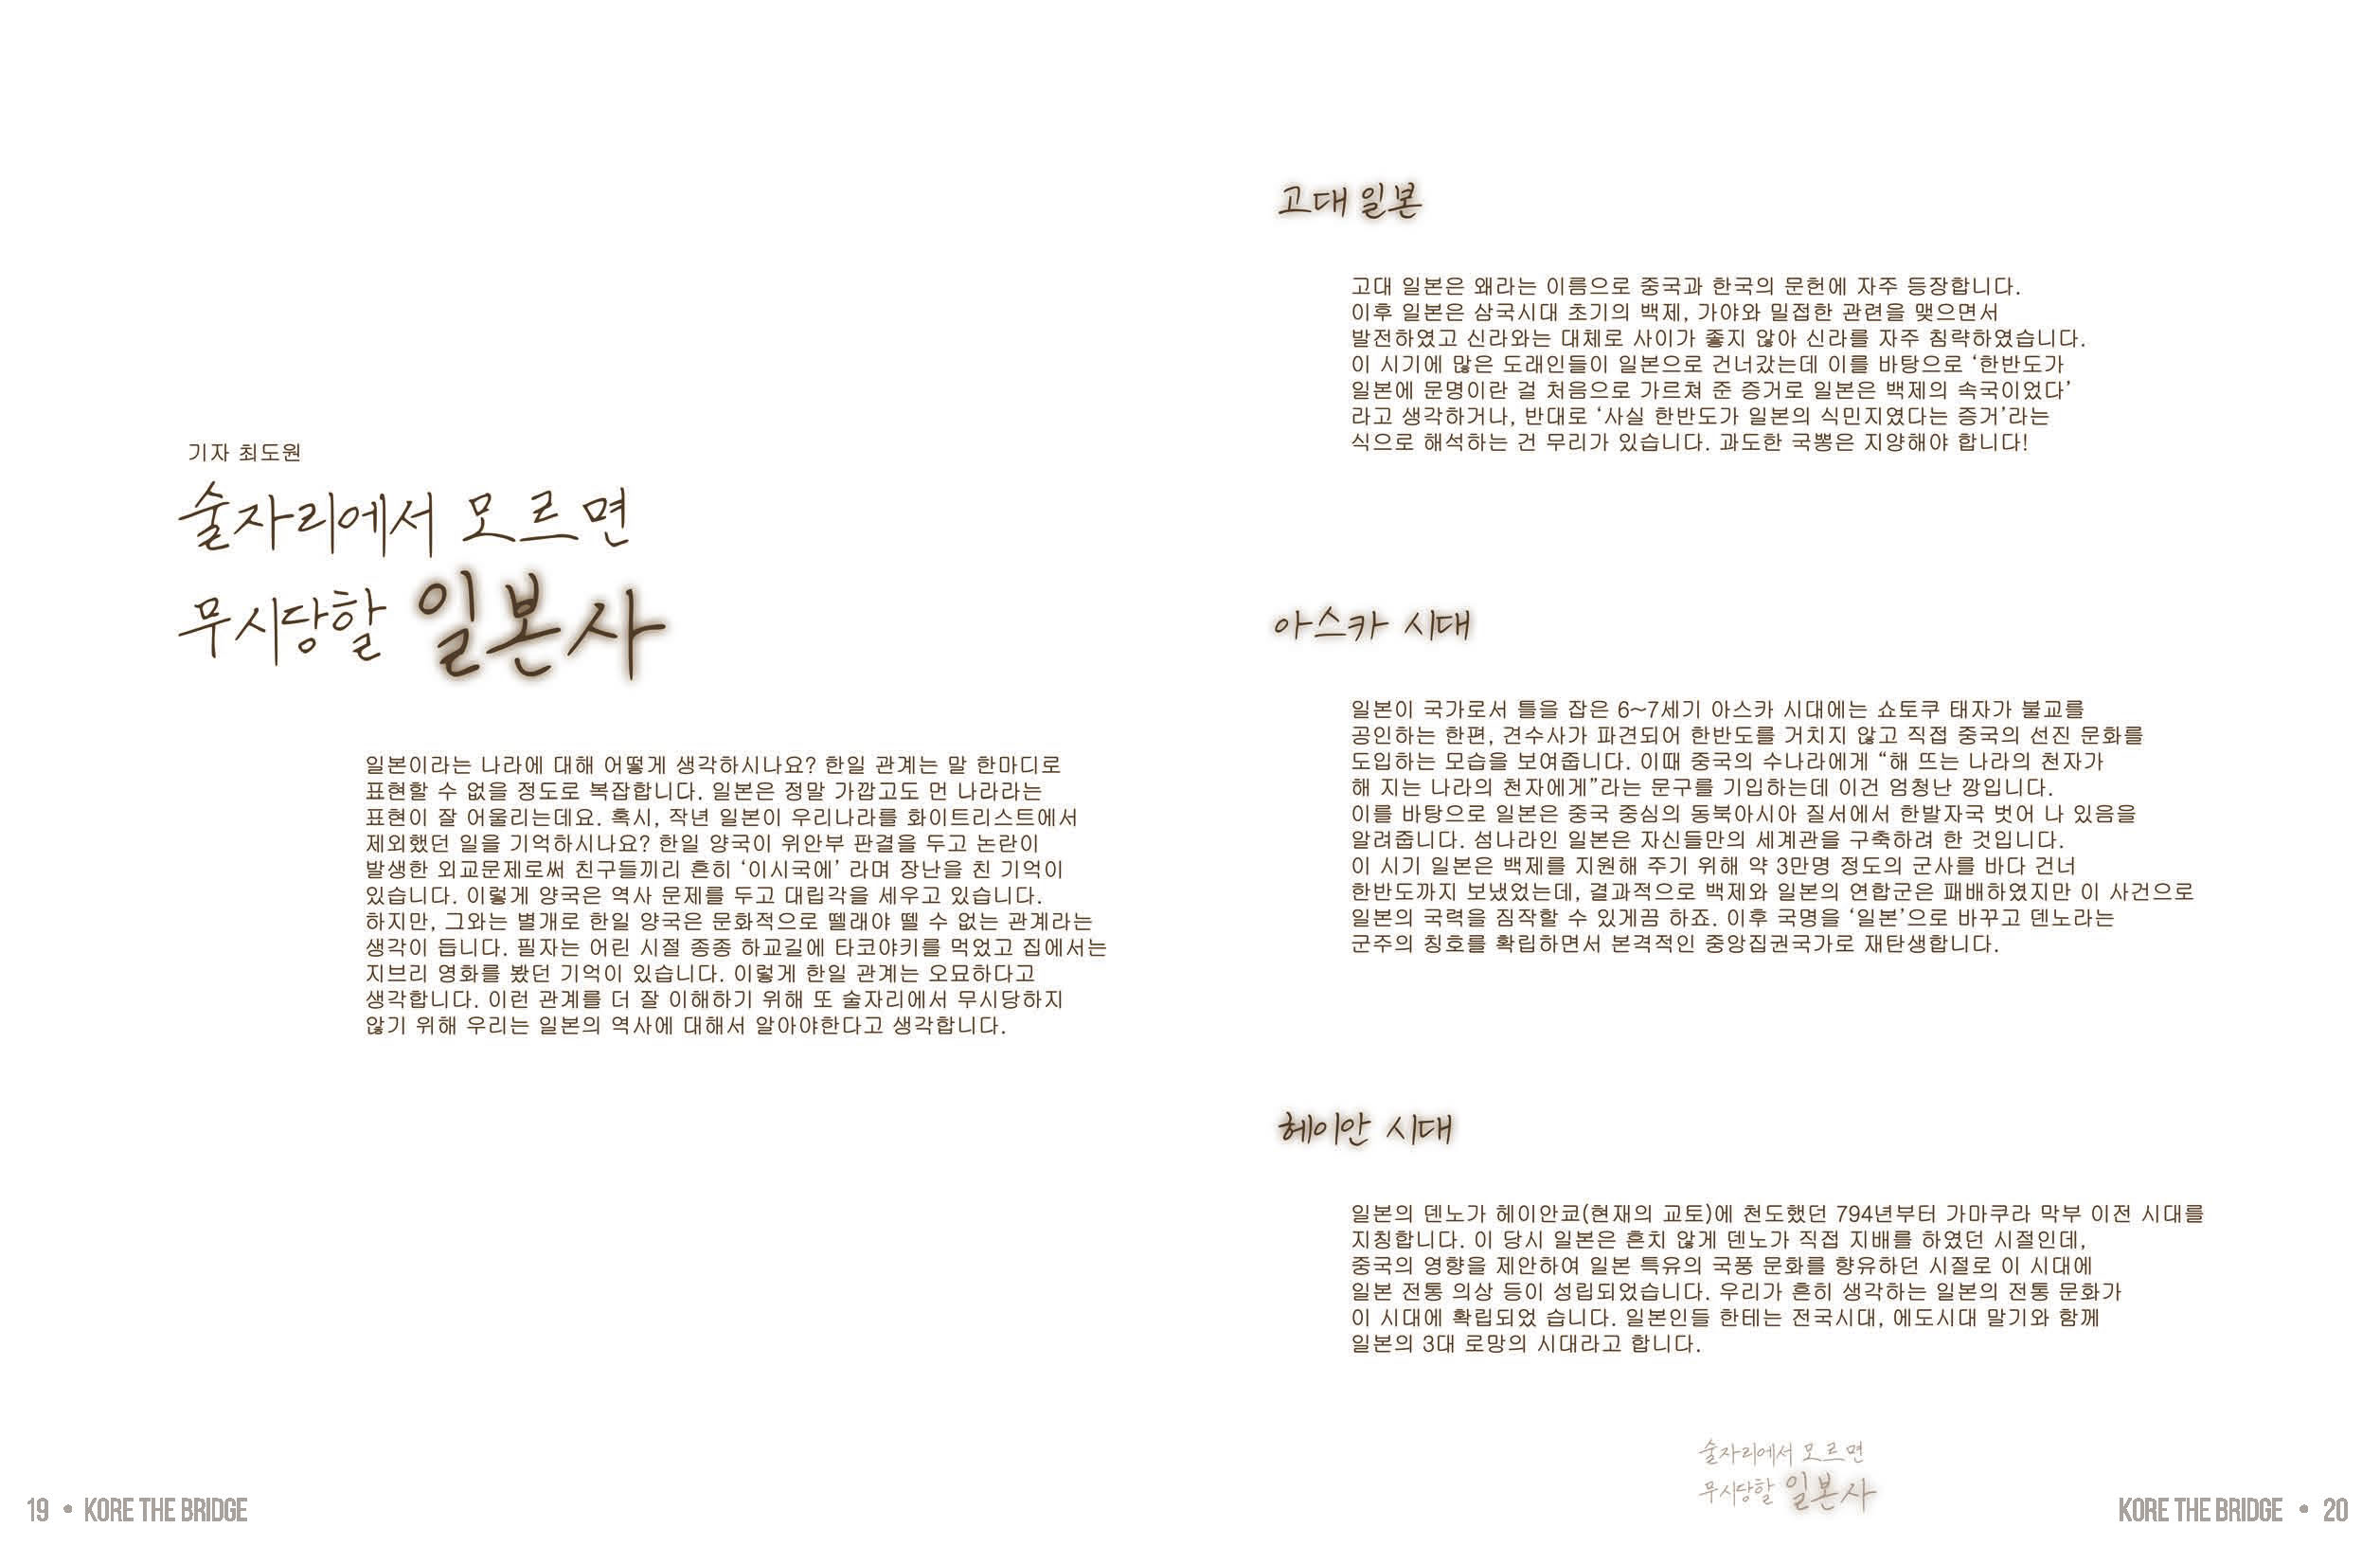 기자 최도원
술자리에서 모르면
무시당할 일본사
일본이라는 나라에 대해 어떻게 생각하시나요? 한일 관계는 말 한마디로
표현할 수 없을 정도로 복잡합니다. 일본은 정말 가깝고도 먼 나라라는
표현이 잘 어울리는데요. 혹시, 작년 일본이 우리나라를 화이트리스트에서
제외했던 일을 기억하시나요? 한일 양국이 위안부 판결을 두고 논란이
발생한 외교문제로써 친구들끼리 흔히 ‘이시국에’ 라며 장난을 친 기억이
있습니다. 이렇게 양국은 역사 문제를 두고 대립각을 세우고 있습니다.
하지만, 그와는 별개로 한일 양국은 문화적으로 뗄래야 뗄 수 없는 관계라는
생각이 듭니다. 필자는 어린 시절 종종 하교길에 타코야키를 먹었고 집에서는
지브리 영화를 봤던 기억이 있습니다. 이렇게 한일 관계는 오묘하다고
생각합니다. 이런 관계를 더 잘 이해하기 위해 또 술자리에서 무시당하지
않기 위해 우리는 일본의 역사에 대해서 알아야한다고 생각합니다.
19 • KORE THE BRIDGE
고대 일본
고대 일본은 왜라는 이름으로 중국과 한국의 문헌에 자주 등장합니다.
이후 일본은 삼국시대 초기의 백제, 가야와 밀접한 관련을 맺으면서
발전하였고 신라와는 대체로 사이가 좋지 않아 신라를 자주 침략하였습니다.
이 시기에 많은 도래인들이 일본으로 건너갔는데 이를 바탕으로 ‘한반도가
일본에 문명이란 걸 처음으로 가르쳐 준 증거로 일본은 백제의 속국이었다’
라고 생각하거나, 반대로 ‘사실 한반도가 일본의 식민지였다는 증거’라는
식으로 해석하는 건 무리가 있습니다. 과도한 국뽕은 지양해야 합니다!
아스카 시대
일본이 국가로서 틀을 잡은 6~7세기 아스카 시대에는 쇼토쿠 태자가 불교를
공인하는 한편, 견수사가 파견되어 한반도를 거치지 않고 직접 중국의 선진 문화를
도입하는 모습을 보여줍니다. 이때 중국의 수나라에게 “해 뜨는 나라의 천자가
해 지는 나라의 천자에게”라는 문구를 기입하는데 이건 엄청난 깡입니다.
이를 바탕으로 일본은 중국 중심의 동북아시아 질서에서 한발자국 벗어 나 있음을
알려줍니다. 섬나라인 일본은 자신들만의 세계관을 구축하려 한 것입니다.
이 시기 일본은 백제를 지원해 주기 위해 약 3만명 정도의 군사를 바다 건너
한반도까지 보냈었는데, 결과적으로 백제와 일본의 연합군은 패배하였지만 이 사건으로
일본의 국력을 짐작할 수 있게끔 하죠. 이후 국명을 ‘일본’으로 바꾸고 덴노라는
군주의 칭호를 확립하면서 본격적인 중앙집권국가로 재탄생합니다.
헤이안 시대
일본의 덴노가 헤이안쿄(현재의 교토)에 천도했던 794년부터 가마쿠라 막부 이전 시대를
지칭합니다. 이 당시 일본은 흔치 않게 덴노가 직접 지배를 하였던 시절인데,
중국의 영향을 제안하여 일본 특유의 국풍 문화를 향유하던 시절로 이 시대에
일본 전통 의상 등이 성립되었습니다. 우리가 흔히 생각하는 일본의 전통 문화가
이 시대에 확립되었 습니다. 일본인들 한테는 전국시대, 에도시대 말기와 함께
일본의 3대 로망의 시대라고 합니다.
술자리에서 모르면
무시당할 일본사
KORE THE BRIDGE • 20